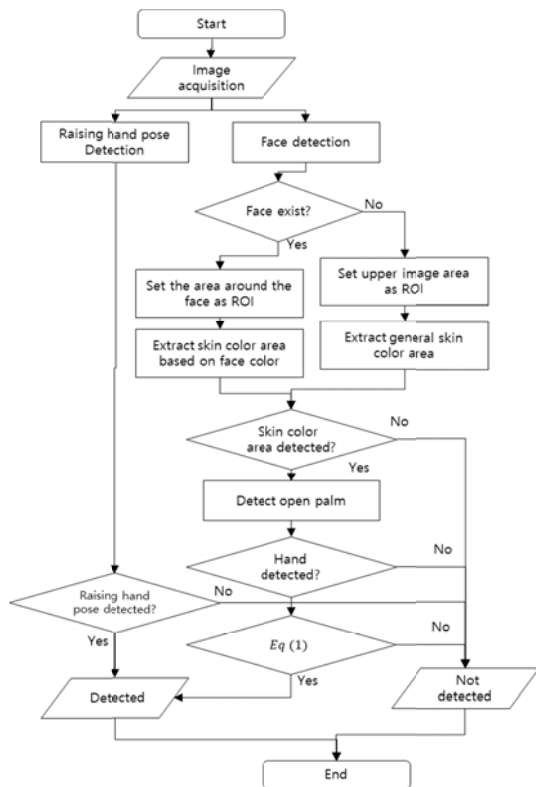 Start
Image
acquisition
Raising hand pose
Detection
Face detection
Face exist?
No
Yes
Set the area around the
face as ROI
Set upper image area
as ROI
Extract skin color area
based on face color
Extract general skin
color area
Skin color
area detected?
No
Yes
Detect open palm
Hand
detected?
No
Raising hand
pose detected?
No
Yes
Eq (1)
No
Yes
Detected
Not
detected
End